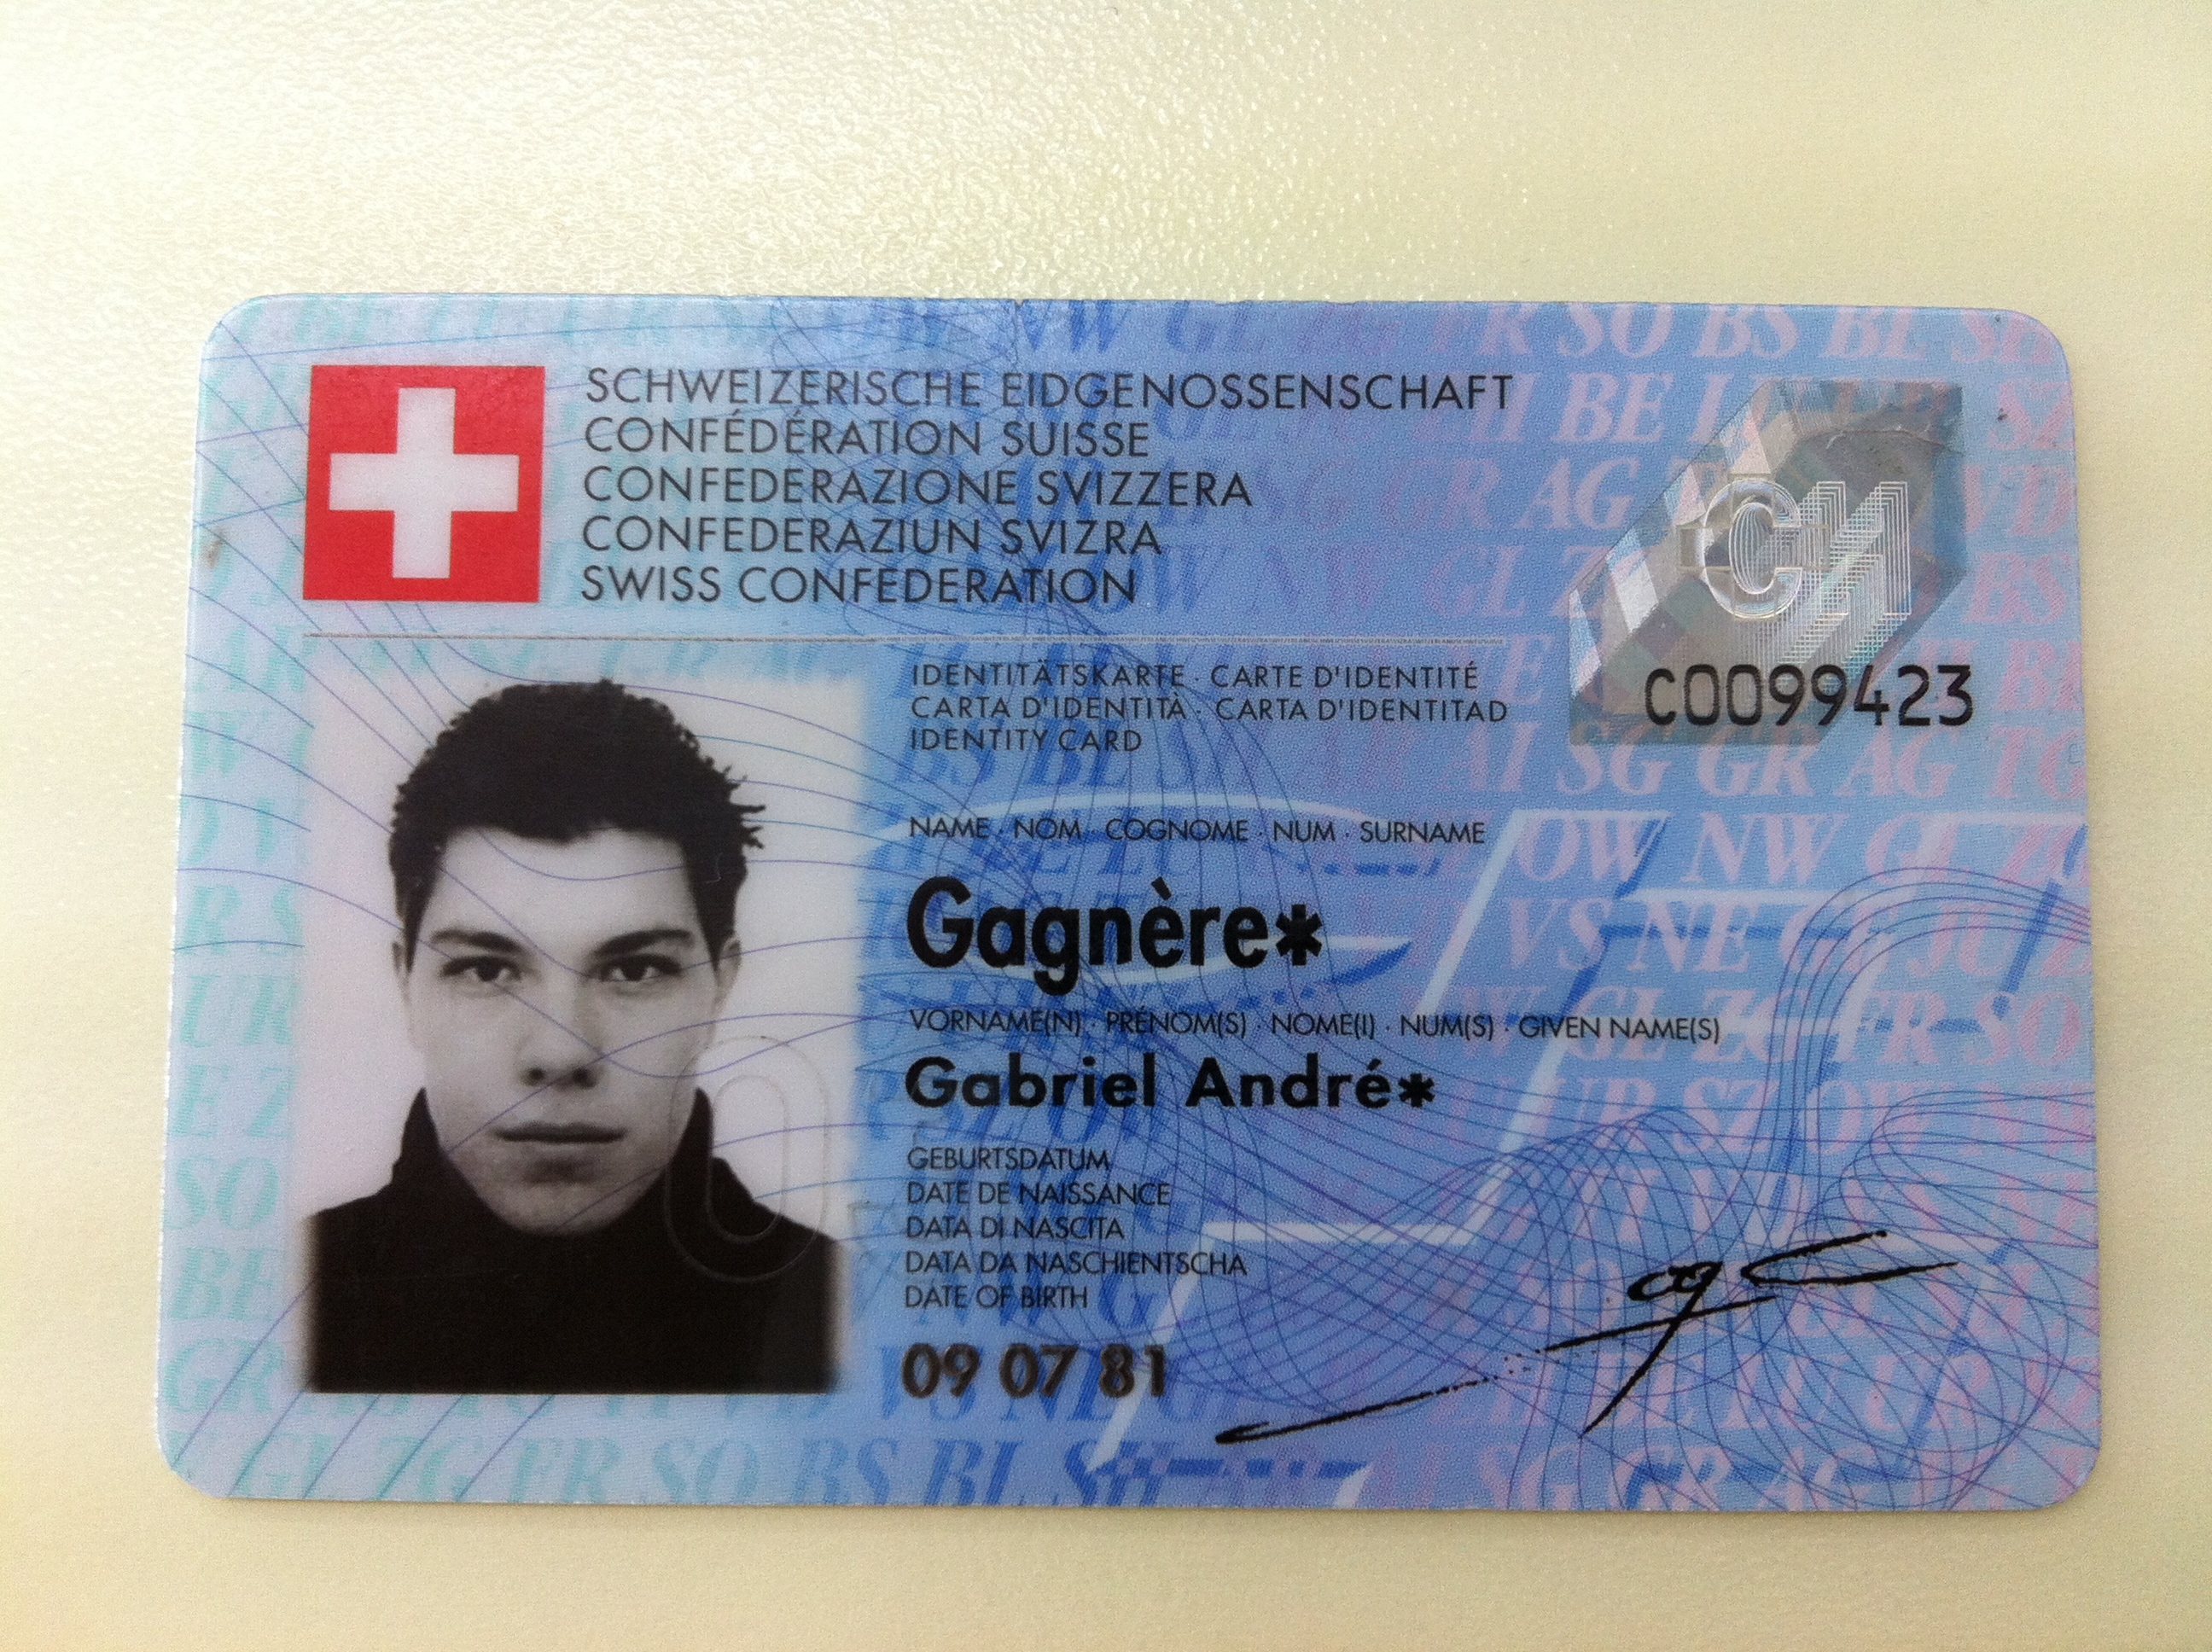 SCHWEIZERISCHE EIDGENOSSENSCHAFT
CONFÉDÉRATION SUISSE
CONFEDERAZIONE SVIZZERA
CONFEDERAZIUN SVIZRA
SWISS CONFEDERATION
CH
IDENTITÄTSKARTE · CARTE D'IDENTITÉ
CARTA D'IDENTITÀ · CARTA D'IDENTITAD
IDENTITY CARD
C0099423
NAME · NOM · COGNOME · NUM · SURNAME
Gagnère*
VORNAME(N) · PRÉNOM(S) · NOME(I) · NUM(S) · GIVEN NAME(S)
Gabriel André*
GEBURTSDATUM
DATE DE NAISSANCE
DATA DI NASCITA
DATA DA NASCHIENTSCHA
DATE OF BIRTH
09 07 81